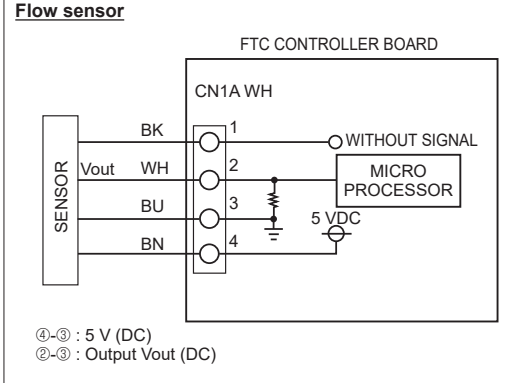 Flow sensor
FTC CONTROLLER BOARD
CN1A WH
BK 1 WITHOUT SIGNAL
SENSOR
Vout WH 2 MICRO PROCESSOR
BU 3 5 VDC
BN 4
④-③ : 5 V (DC)
②-③ : Output Vout (DC)